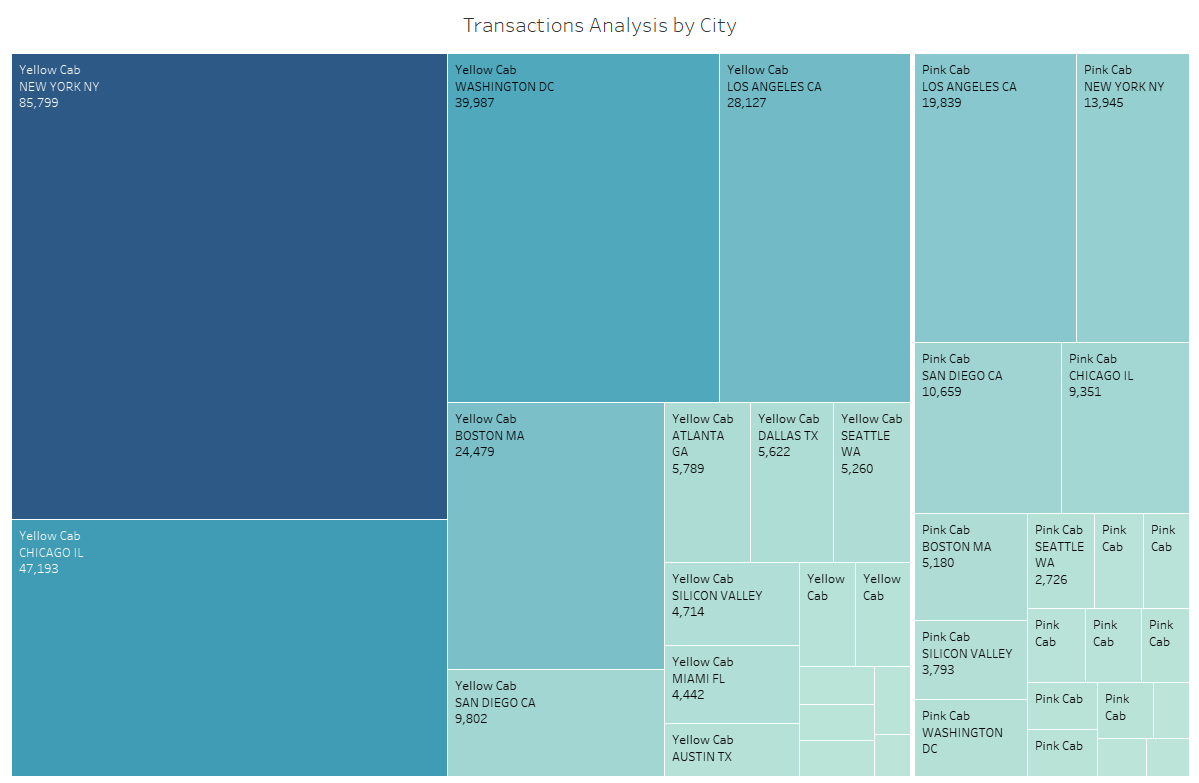 Transactions Analysis by City
Yellow Cab
NEW YORK NY
85,799
Yellow Cab
CHICAGO IL
47,193
Yellow Cab
WASHINGTON DC
39,987
Yellow Cab
LOS ANGELES CA
28,127
Yellow Cab
BOSTON MA
24,479
Yellow Cab
SAN DIEGO CA
9,802
Yellow Cab
ATLANTA
GA
5,789
Yellow Cab
DALLAS TX
5,622
Yellow Cab
SEATTLE
WA
5,260
Yellow Cab
SILICON VALLEY
4,714
Yellow Cab
MIAMI FL
4,442
Yellow Cab
AUSTIN TX
Yellow
Cab
Yellow
Cab
Pink Cab
LOS ANGELES CA
19,839
Pink Cab
NEW YORK NY
13,945
Pink Cab
SAN DIEGO CA
10,659
Pink Cab
CHICAGO IL
9,351
Pink Cab
BOSTON MA
5,180
Pink Cab
SILICON VALLEY
3,793
Pink Cab
WASHINGTON
DC
Pink Cab
SEATTLE
WA
2,726
Pink
Cab
Pink
Cab
Pink
Cab
Pink
Cab
Pink
Cab
Pink Cab
Pink Cab
Pink
Cab